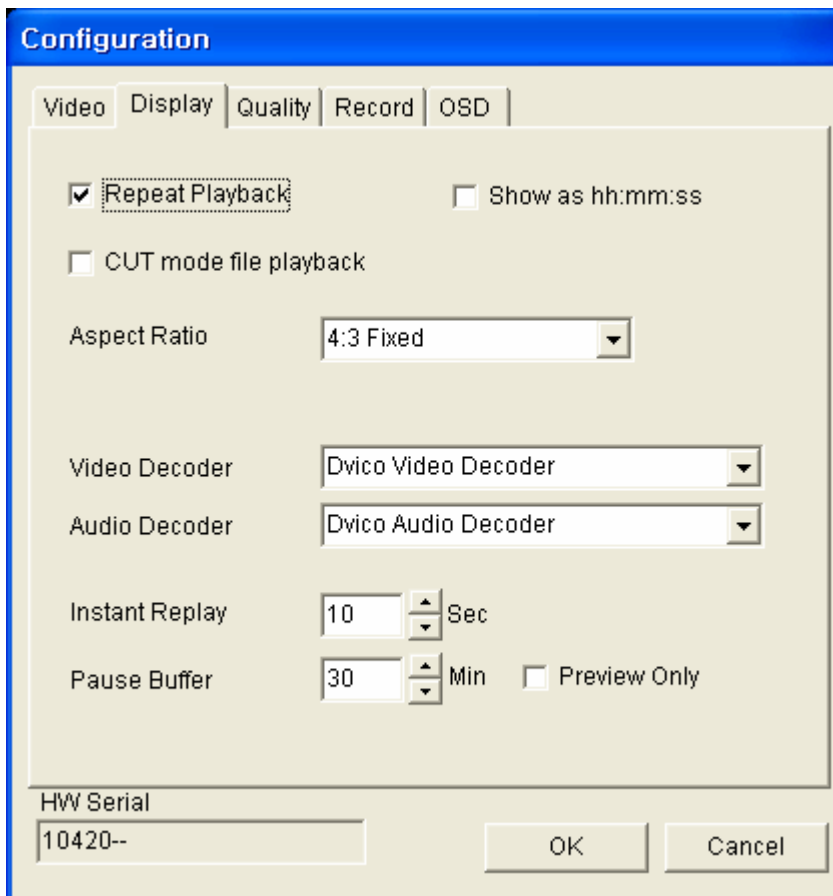 Configuration
Video Display Quality Record OSD
Repeat Playback Show as hh:mm:ss
CUT mode file playback
Aspect Ratio 4:3 Fixed
Video Decoder Dvico Video Decoder
Audio Decoder Dvico Audio Decoder
Instant Replay 10 Sec
Pause Buffer 30 Min Preview Only
HW Serial
10420--
OK Cancel